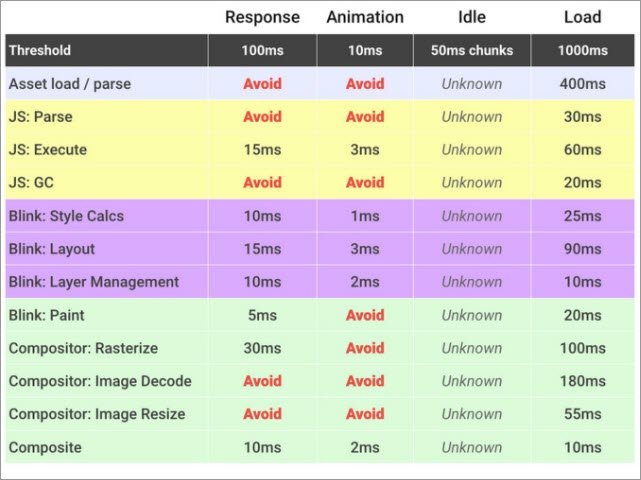 Response Animation Idle Load
Threshold 100ms 10ms 50ms chunks 1000ms
Asset load / parse Avoid Avoid Unknown 400ms
JS: Parse Avoid Avoid Unknown 30ms
JS: Execute 15ms 3ms Unknown 60ms
JS: GC Avoid Avoid Unknown 20ms
Blink: Style Calcs 10ms 1ms Unknown 25ms
Blink: Layout 15ms 3ms Unknown 90ms
Blink: Layer Management 10ms 2ms Unknown 10ms
Blink: Paint 5ms Avoid Unknown 20ms
Compositor: Rasterize 30ms Avoid Unknown 100ms
Compositor: Image Decode Avoid Avoid Unknown 180ms
Compositor: Image Resize Avoid Avoid Unknown 55ms
Composite 10ms 2ms Unknown 10ms